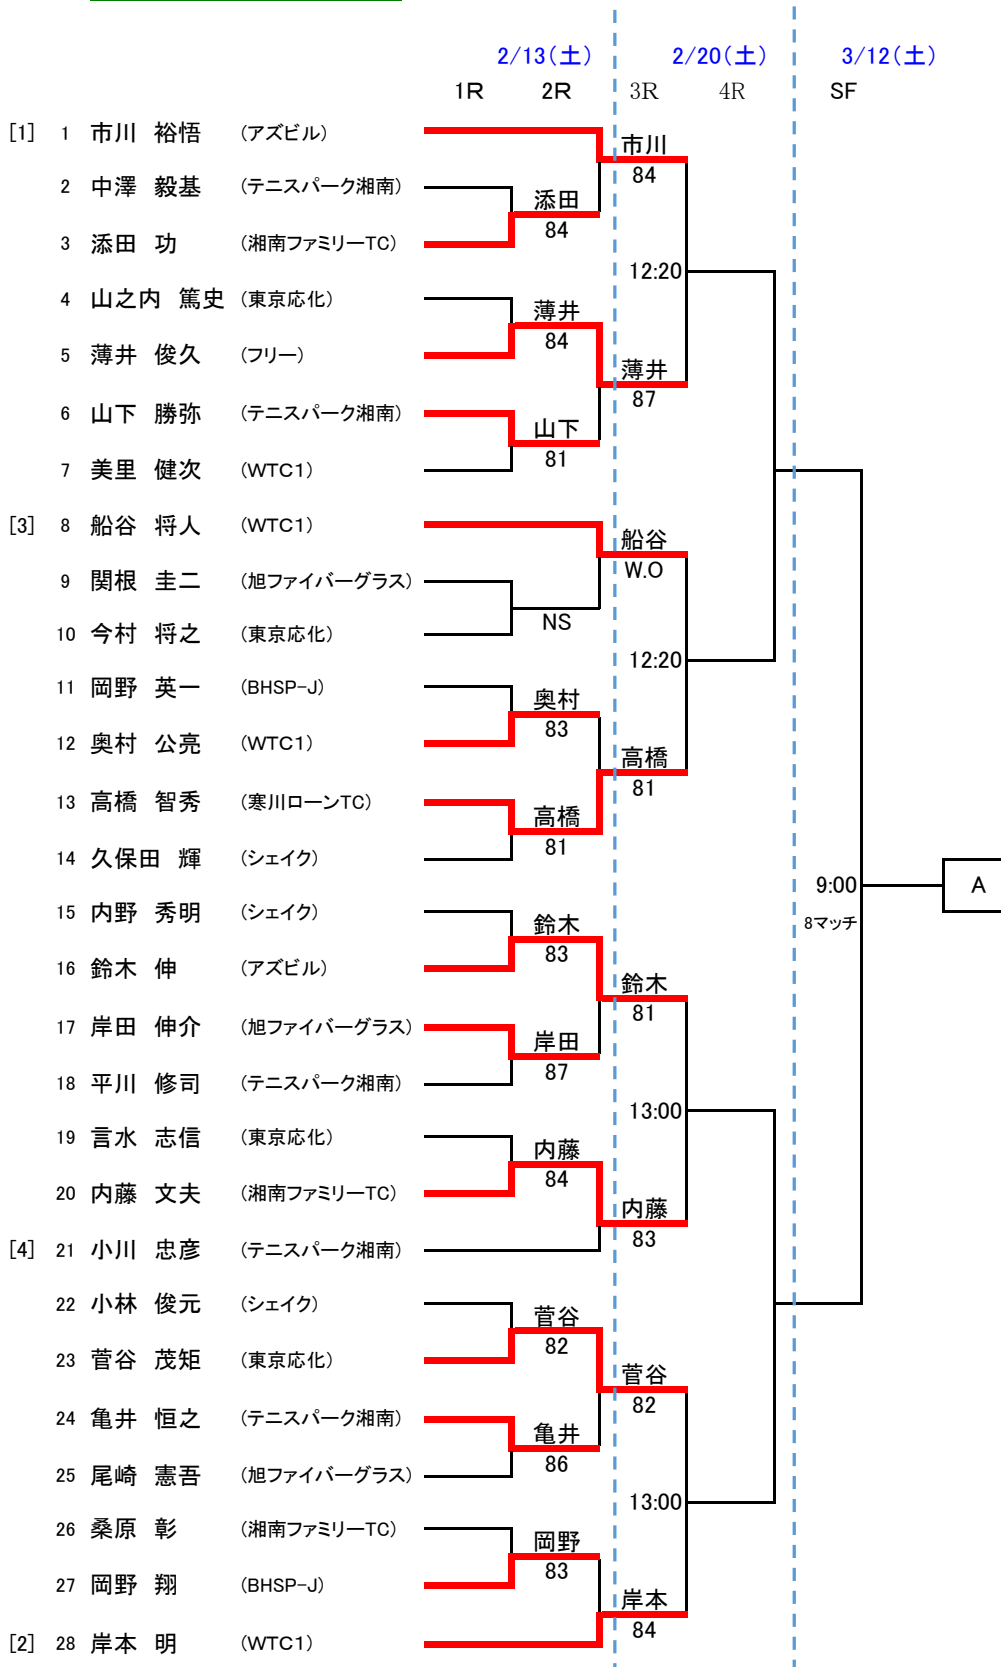 2/13(土) 2/20(土) 3/12(土)
1R 2R 3R 4R SF
[1] 1 市川 裕悟 (アズビル)
市川
84
2 中澤 毅基 (テニスパーク湘南)
添田
84
3 添田 功 (湘南ファミリーTC)
12:20
4 山之内 篤史 (東京応化)
薄井
84
5 薄井 俊久 (フリー)
薄井
87
6 山下 勝弥 (テニスパーク湘南)
山下
81
7 美里 健次 (WTC1)
[3] 8 船谷 将人 (WTC1)
船谷
W.O
9 関根 圭二 (旭ファイバーグラス)
NS
10 今村 将之 (東京応化)
12:20
11 岡野 英一 (BHSP-J)
奥村
83
12 奥村 公亮 (WTC1)
高橋
81
13 高橋 智秀 (寒川ローンTC)
高橋
81
14 久保田 輝 (シェイク)
9:00 A
8マッチ
15 内野 秀明 (シェイク)
鈴木
83
16 鈴木 伸 (アズビル)
鈴木
81
17 岸田 伸介 (旭ファイバーグラス)
岸田
87
18 平川 修司 (テニスパーク湘南)
13:00
19 言水 志信 (東京応化)
内藤
84
20 内藤 文夫 (湘南ファミリーTC)
内藤
83
[4] 21 小川 忠彦 (テニスパーク湘南)
22 小林 俊元 (シェイク)
菅谷
82
23 菅谷 茂矩 (東京応化)
菅谷
82
24 亀井 恒之 (テニスパーク湘南)
亀井
86
25 尾崎 憲吾 (旭ファイバーグラス)
13:00
26 桑原 彰 (湘南ファミリーTC)
岡野
83
27 岡野 翔 (BHSP-J)
岸本
84
[2] 28 岸本 明 (WTC1)